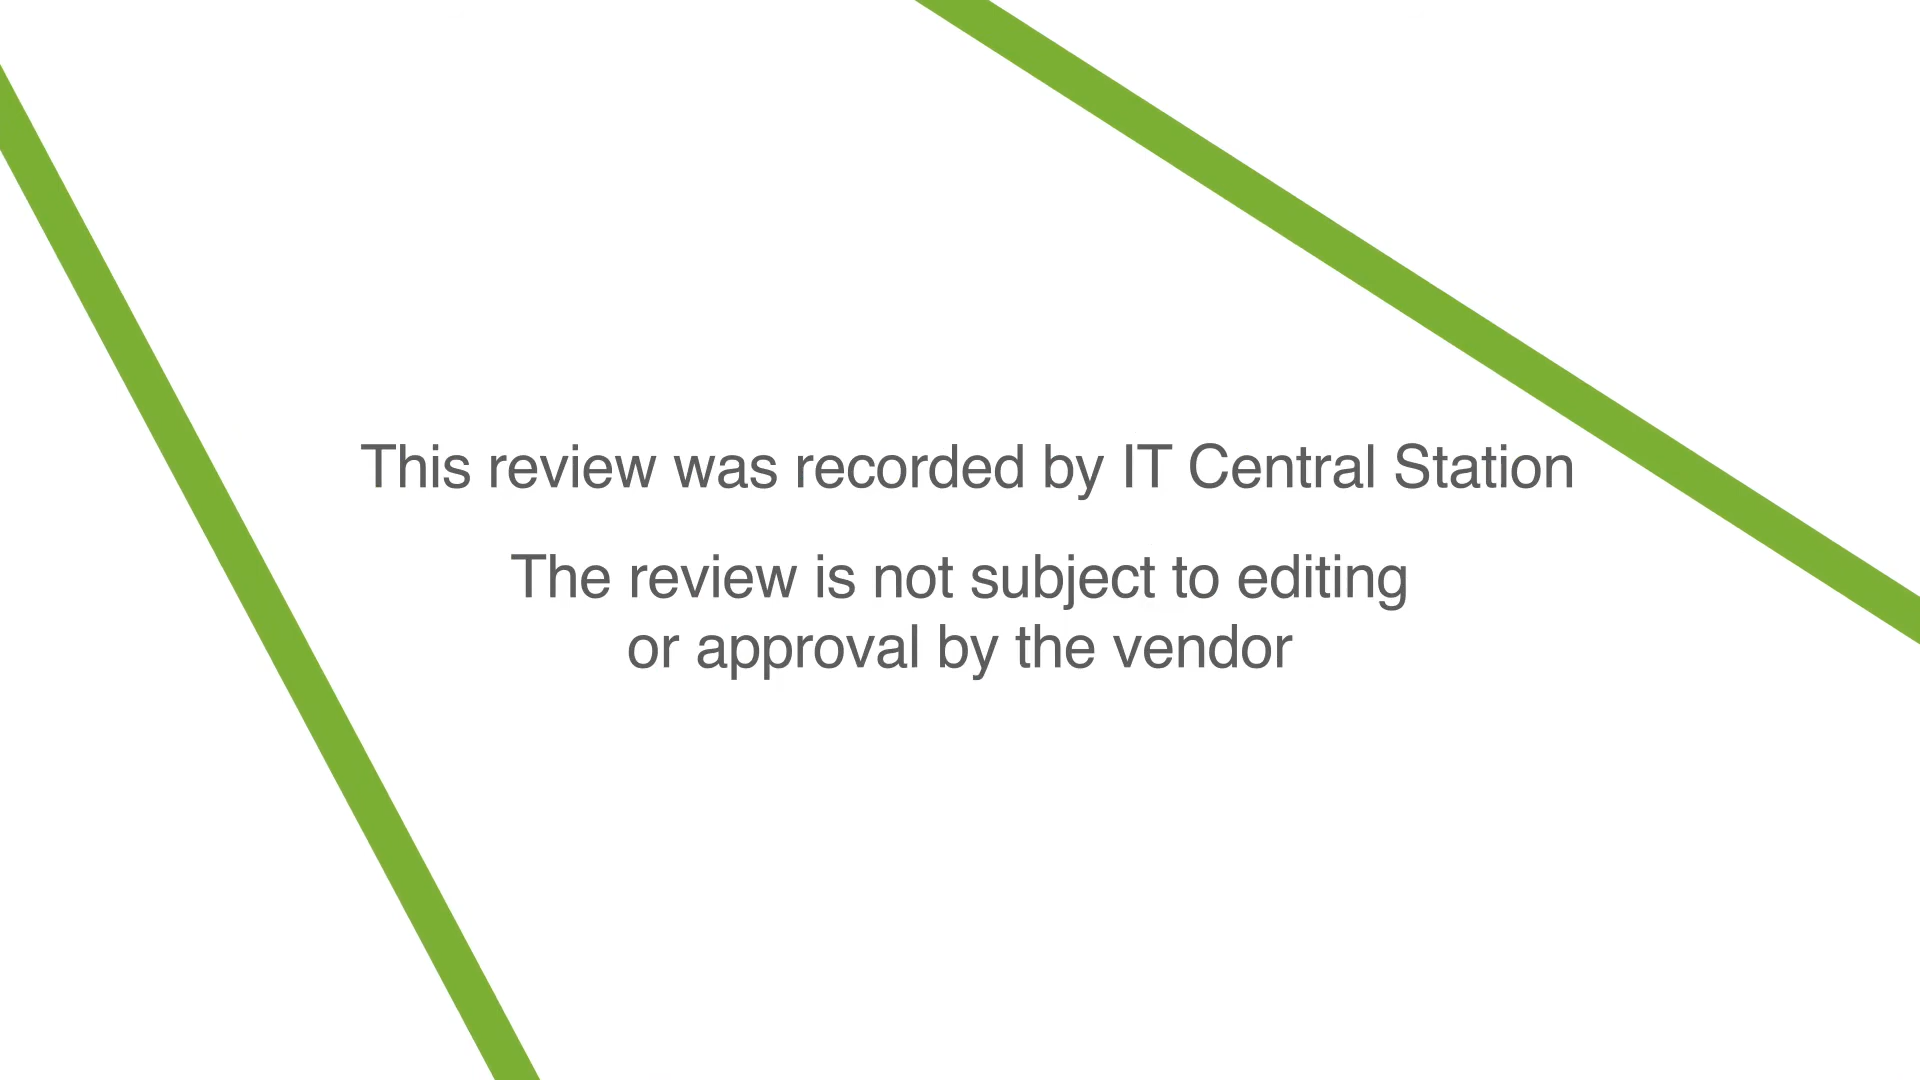 This review was recorded by IT Central Station
The review is not subject to editing
or approval by the vendor